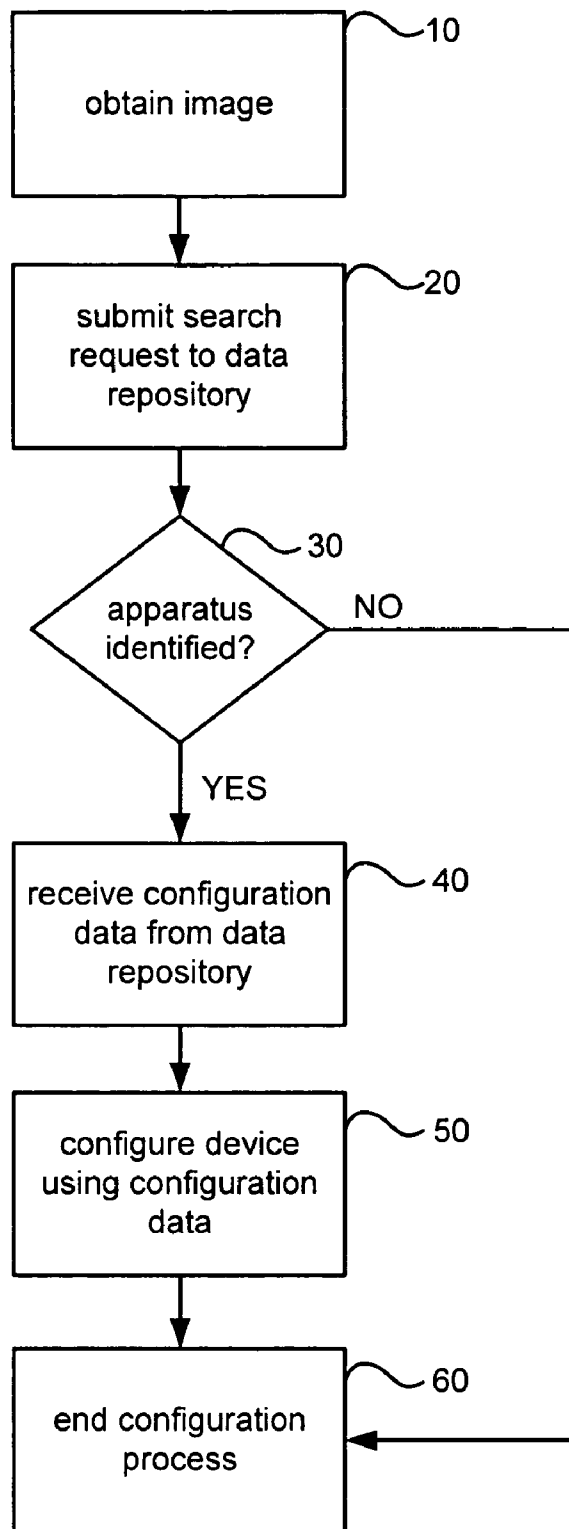 10
obtain image
20
submit search
request to data
repository
30
apparatus
identified?
NO
YES
40
receive configuration
data from data
repository
50
configure device
using configuration
data
60
end configuration
process